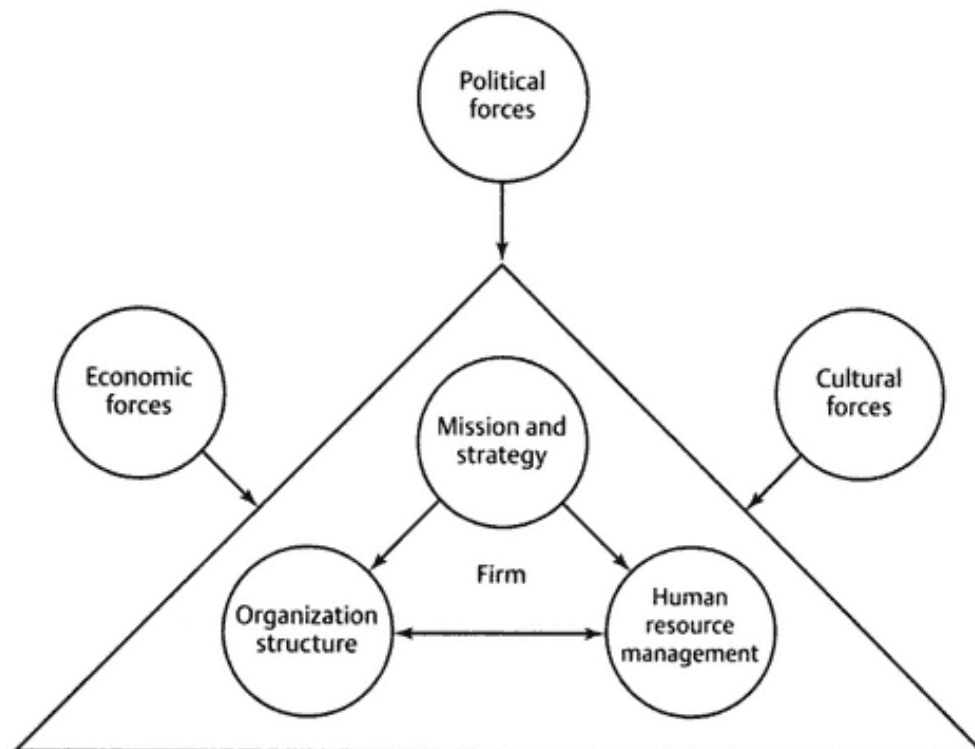 Political
forces
Economic
forces
Cultural
forces
Mission and
strategy
Firm
Organization
structure
Human
resource
management